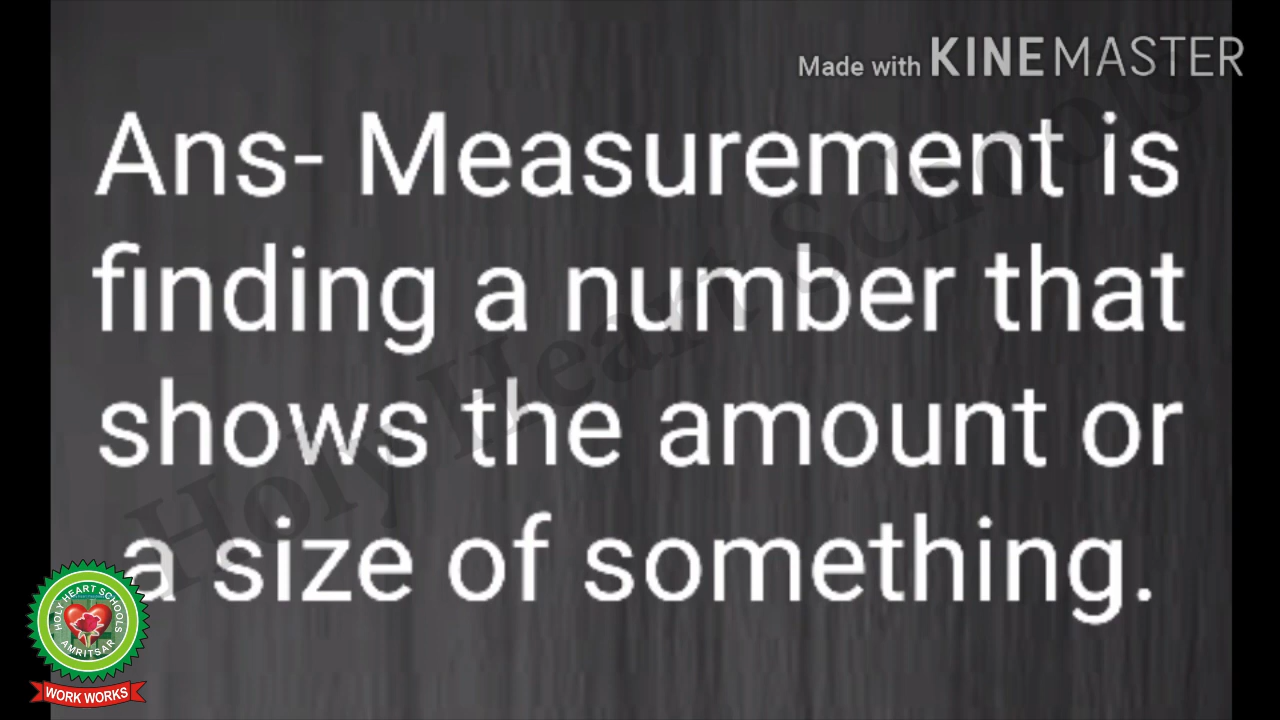 Made with KINEMASTER
Ans- Measurement is
finding a number that
shows the amount or
a size of something.
Holy Heart Schools
HOLY HEART SCHOOLS
AMRITSAR
WORK WORKS